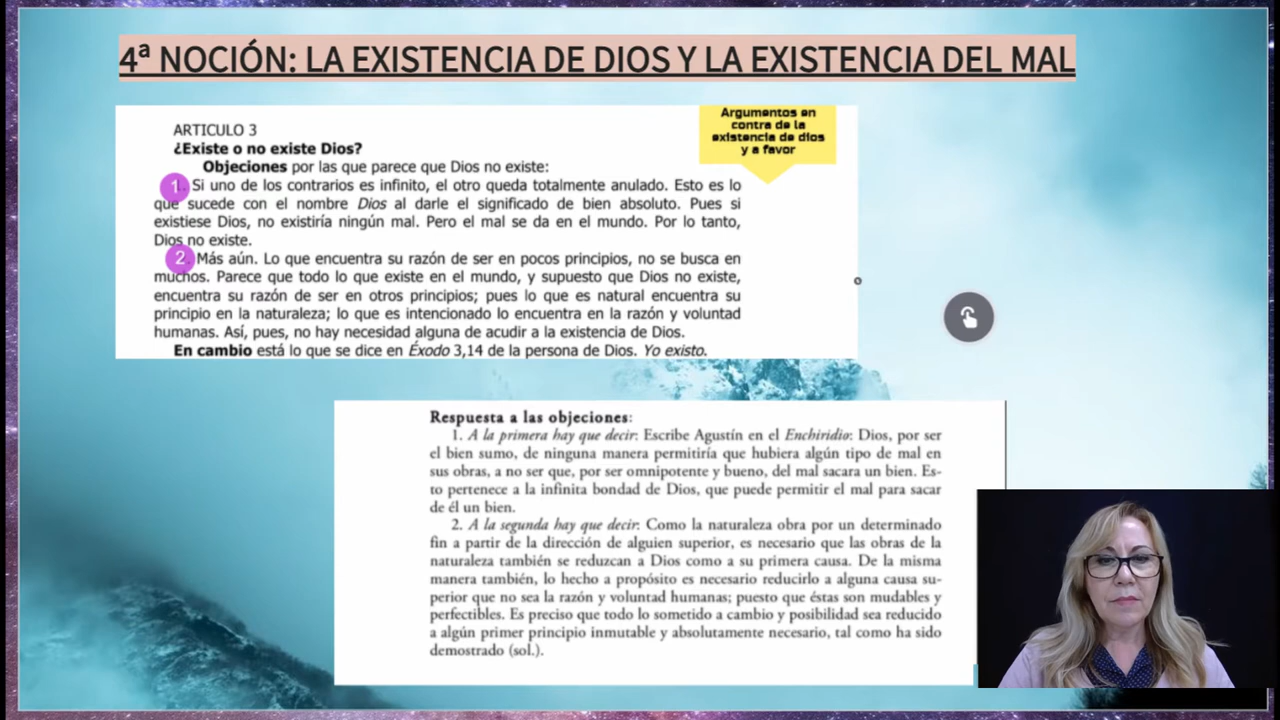 4ª NOCIÓN: LA EXISTENCIA DE DIOS Y LA EXISTENCIA DEL MAL
Argumentos en
contra de la
existencia de dios
y a favor
ARTICULO 3
¿Existe o no existe Dios?
Objeciones por las que parece que Dios no existe:
1. Si uno de los contrarios es infinito, el otro queda totalmente anulado. Esto es lo
que sucede con el nombre Dios al darle el significado de bien absoluto. Pues si
existiese Dios, no existiría ningún mal. Pero el mal se da en el mundo. Por lo tanto,
Dios no existe.
2. Más aún. Lo que encuentra su razón de ser en pocos principios, no se busca en
muchos. Parece que todo lo que existe en el mundo, y supuesto que Dios no existe,
encuentra su razón de ser en otros principios; pues lo que es natural encuentra su
principio en la naturaleza; lo que es intencionado lo encuentra en la razón y voluntad
humanas. Así, pues, no hay necesidad alguna de acudir a la existencia de Dios.
En cambio está lo que se dice en Éxodo 3,14 de la persona de Dios. Yo existo.
Respuesta a las objeciones:
1. A la primera hay que decir: Escribe Agustín en el Enchiridio: Dios, por ser
el bien sumo, de ninguna manera permitiría que hubiera algún tipo de mal en
sus obras, a no ser que, por ser omnipotente y bueno, del mal sacara un bien. Es-
to pertenece a la infinita bondad de Dios, que puede permitir el mal para sacar
de él un bien.
2. A la segunda hay que decir: Como la naturaleza obra por un determinado
fin a partir de la dirección de alguien superior, es necesario que las obras de la
naturaleza también se reduzcan a Dios como a su primera causa. De la misma
manera también, lo hecho a propósito es necesario reducirlo a alguna causa su-
perior que no sea la razón y voluntad humanas; puesto que éstas son mudables y
perfectibles. Es preciso que todo lo sometido a cambio y posibilidad sea reducido
a algún primer principio inmutable y absolutamente necesario, tal como ha sido
demostrado (sol.).